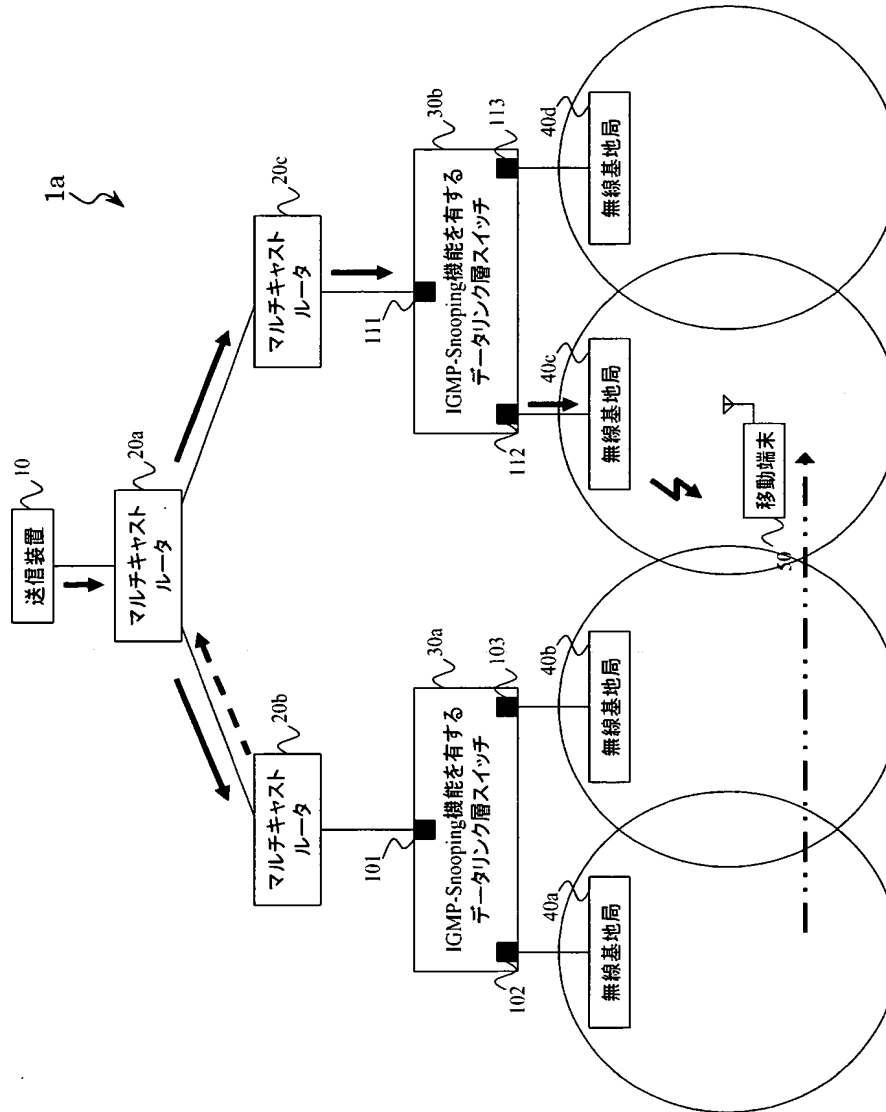 1a
10
送信装置
20a
マルチキャスト
ルータ
20b
マルチキャスト
ルータ
20c
マルチキャスト
ルータ
30a
101
IGMP-Snooping機能を有する
データリンク層スイッチ
102
103
30b
111
IGMP-Snooping機能を有する
データリンク層スイッチ
112
113
40a
無線基地局
40b
無線基地局
40c
無線基地局
40d
無線基地局
50
移動端末